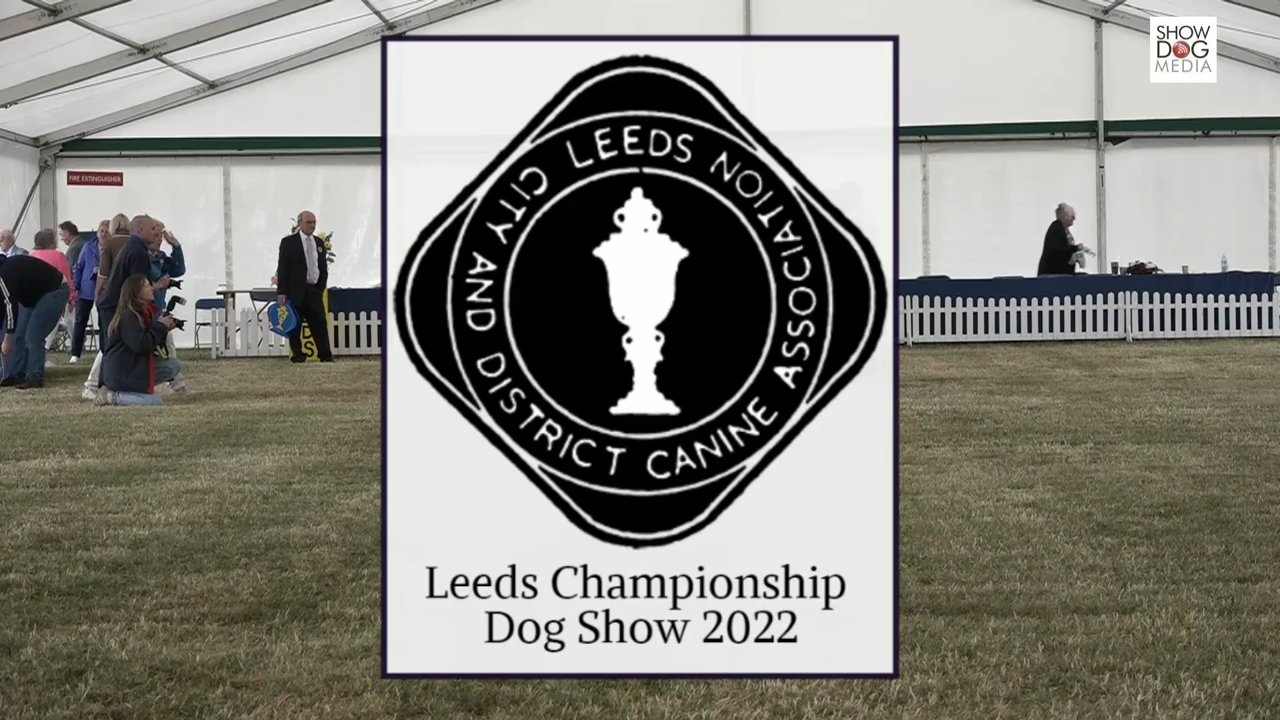 SHOW
DOG
MEDIA
FIRE EXTINGUISHER
LEEDS CITY AND DISTRICT CANINE ASSOCIATION
Leeds Championship
Dog Show 2022